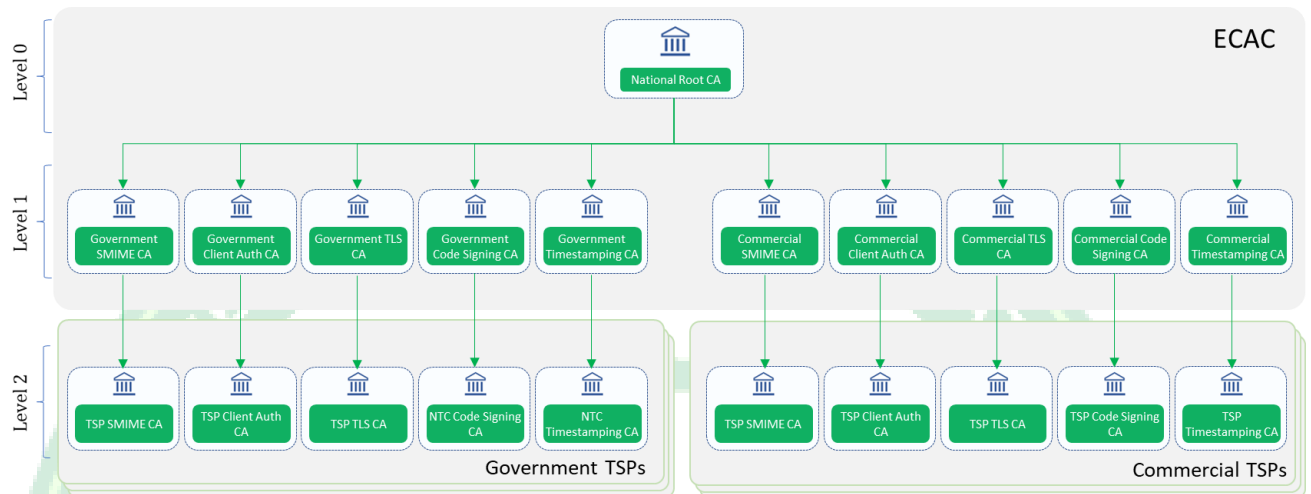 ECAC
Level 0
National Root CA
Level 1
Government
SMIME CA
Government
Client Auth CA
Government TLS
CA
Government
Code Signing CA
Government
Timestamping CA
Commercial
SMIME CA
Commercial
Client Auth CA
Commercial TLS
CA
Commercial Code
Signing CA
Commercial
Timestamping CA
Level 2
TSP SMIME CA
TSP Client Auth
CA
TSP TLS CA
NTC Code Signing
CA
NTC
Timestamping CA
TSP SMIME CA
TSP Client Auth
CA
TSP TLS CA
TSP Code Signing
CA
TSP
Timestamping CA
Government TSPs
Commercial TSPs